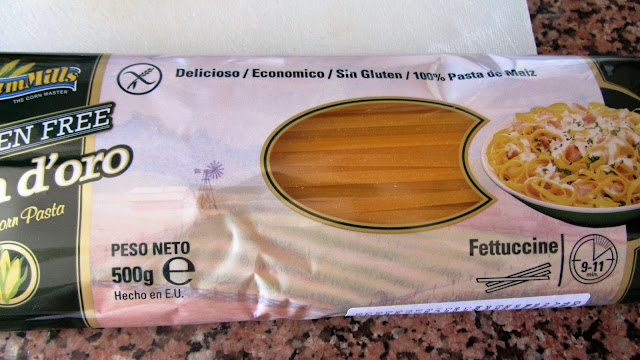 Mills
THE CORN MASTER
EN FREE
d'oro
orn Pasta
Delicioso / Economico / Sin Gluten / 100% Pasta de Maiz
PESO NETO
500g e
Hecho en E.U.
Fettuccine
9-11
min.